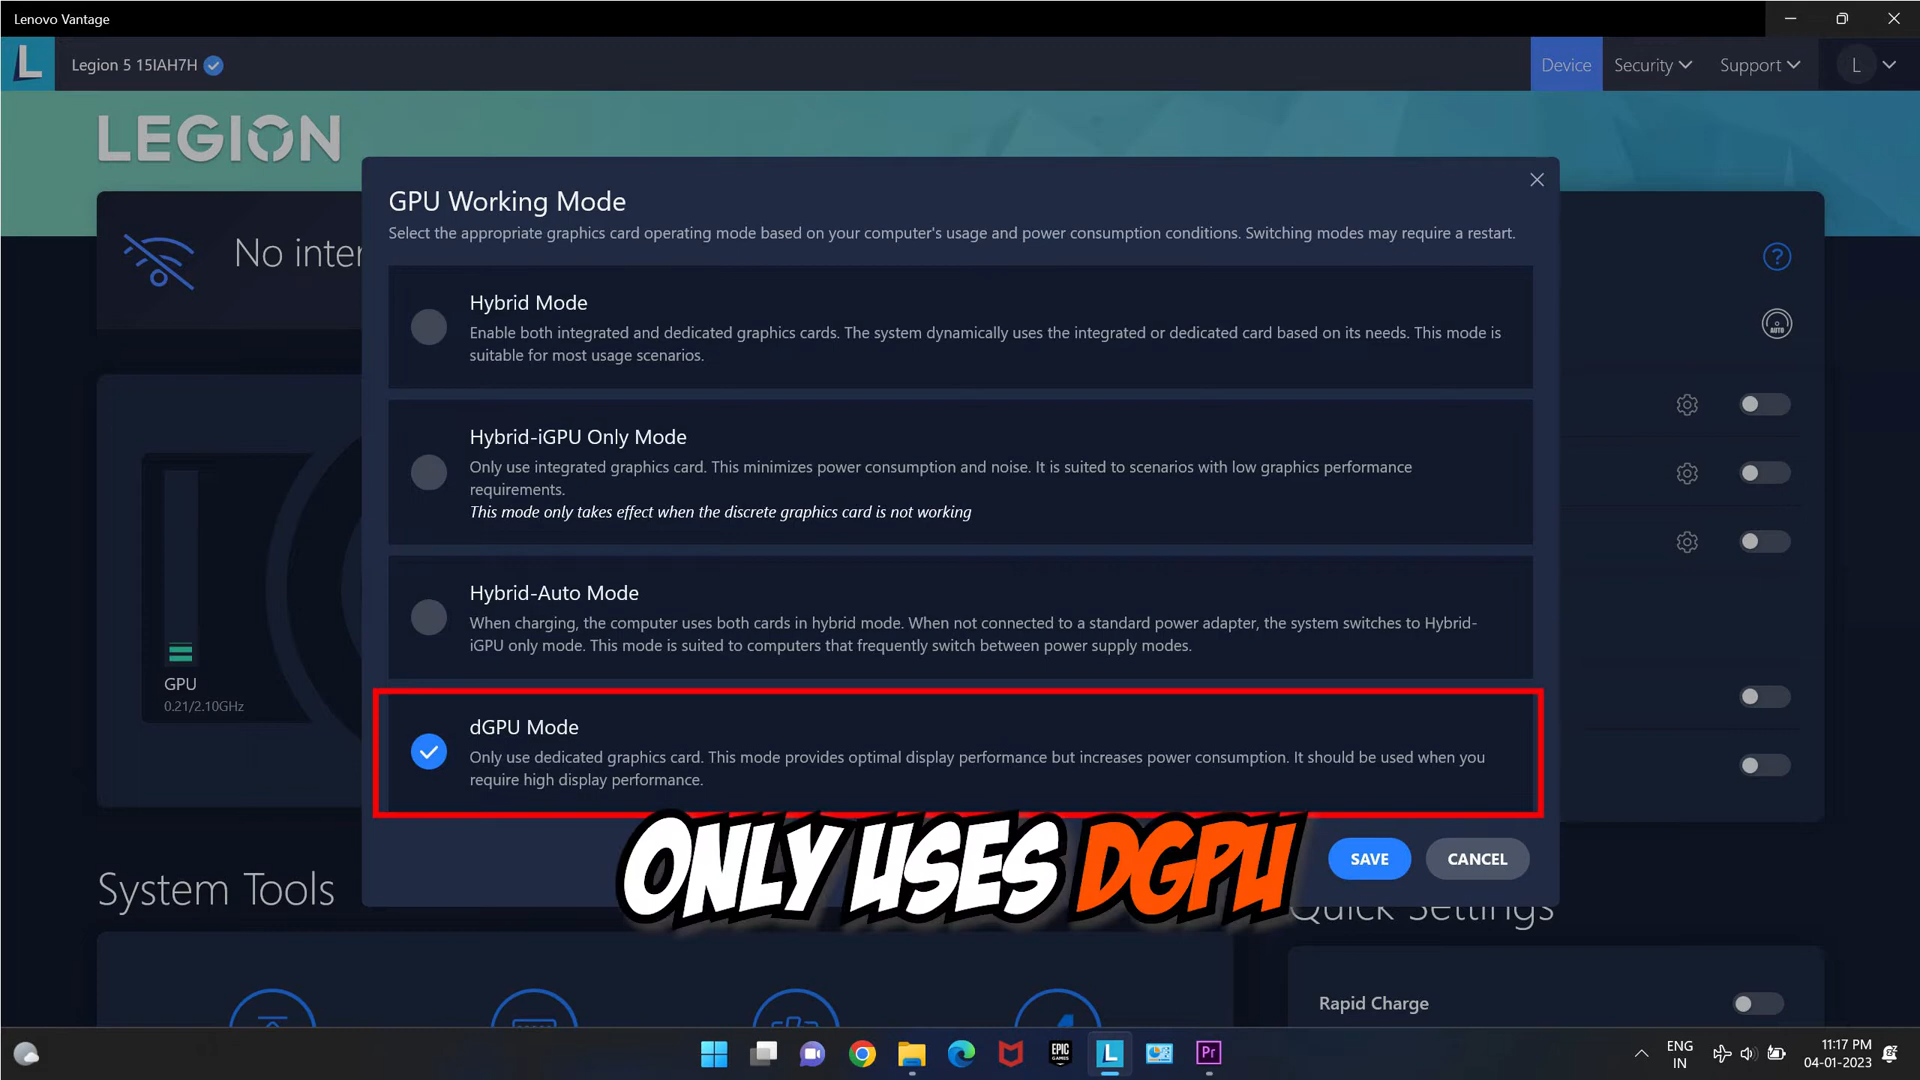 Lenovo Vantage
L
Legion 5 15IAH7H
Device
Security
Support
L
LEGION
No inter
GPU Working Mode
Select the appropriate graphics card operating mode based on your computer's usage and power consumption conditions. Switching modes may require a restart.
?
Hybrid Mode
Enable both integrated and dedicated graphics cards. The system dynamically uses the integrated or dedicated card based on its needs. This mode is
suitable for most usage scenarios.
AUTO
Hybrid-iGPU Only Mode
Only use integrated graphics card. This minimizes power consumption and noise. It is suited to scenarios with low graphics performance
requirements.
This mode only takes effect when the discrete graphics card is not working
Hybrid-Auto Mode
When charging, the computer uses both cards in hybrid mode. When not connected to a standard power adapter, the system switches to Hybrid-
iGPU only mode. This mode is suited to computers that frequently switch between power supply modes.
GPU
0.21/2.10GHz
dGPU Mode
Only use dedicated graphics card. This mode provides optimal display performance but increases power consumption. It should be used when you
require high display performance.
ONLY USES DGPU
SAVE
CANCEL
System Tools
Quick Settings
Rapid Charge
EPIC
GAMES
L
Pr
ENG
IN
11:17 PM
04-01-2023